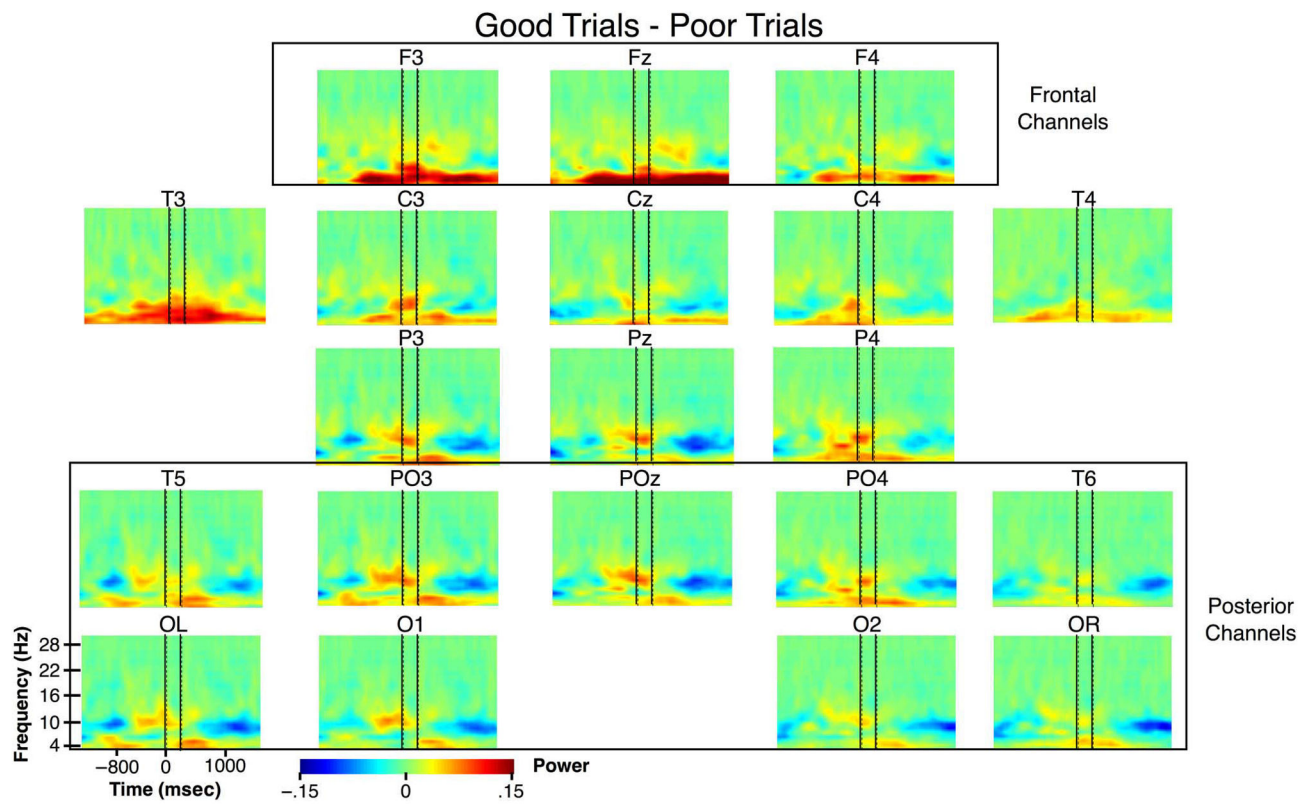 Good Trials - Poor Trials
F3 Fz F4
Frontal
Channels
T3 C3 Cz C4 T4
P3 Pz P4
T5 PO3 POz PO4 T6
Posterior
Channels
OL O1 O2 OR
Frequency (Hz)
28
22
16
10
4
−800 0 1000
Time (msec)
Power
−.15 0 .15